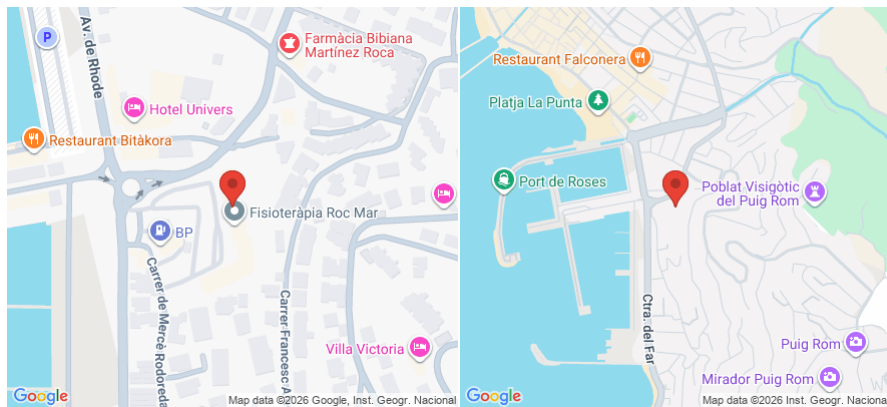 P
Av. de Rhode
Farmàcia Bibiana
Martínez Roca
Hotel Univers
Restaurant Bitàkora
Fisioteràpia Roc Mar
BP
Carrer de Mercè Rodoreda
Carrer Francesc A
Villa Victoria
Google
Map data ©2026 Google, Inst. Geogr. Nacional
Restaurant Falconera
Platja La Punta
Port de Roses
Poblat Visigòtic
del Puig Rom
Ctra. del Far
Puig Rom
Mirador Puig Rom
Google
Map data ©2026 Google, Inst. Geogr. Naciona